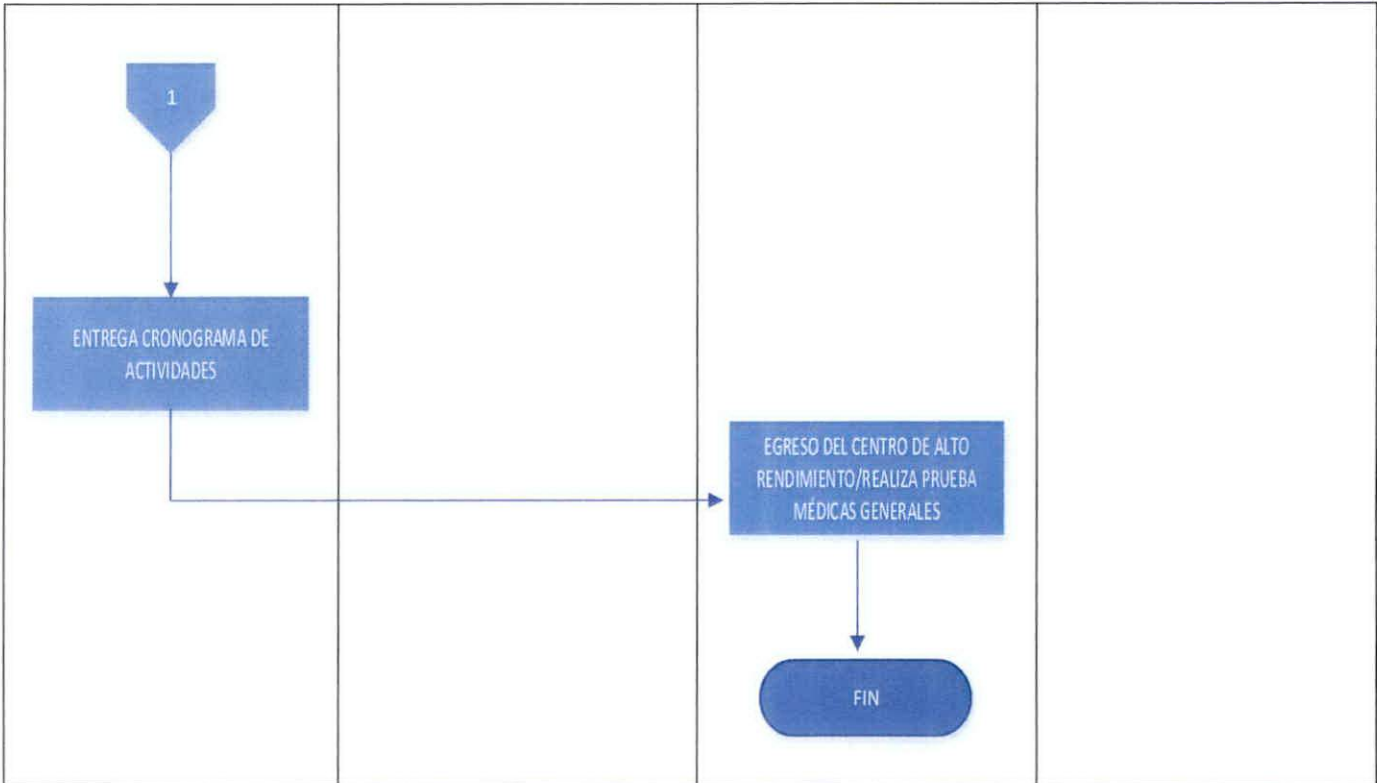 1
ENTREGA CRONOGRAMA DE
ACTIVIDADES
EGRESO DEL CENTRO DE ALTO
RENDIMIENTO/REALIZA PRUEBA
MÉDICAS GENERALES
FIN